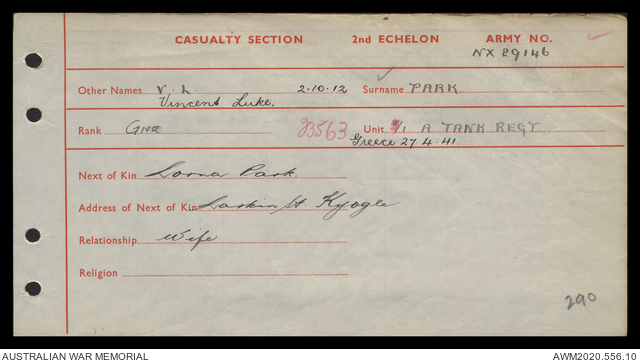 CASUALTY SECTION 2nd ECHELON ARMY NO.
NX 29146
Other Names V. L 2.10.12 Surname PARK.
Vincent Luke.
Rank GNR 23563 Unit 2/1 A TANK REGT
Greece 27.4.41.
Next of Kin Lorna Park.
Address of Next of Kin St. Kyogle
Relationship Wife
Religion
290
AUSTRALIAN WAR MEMORIAL AWM2020.556.10